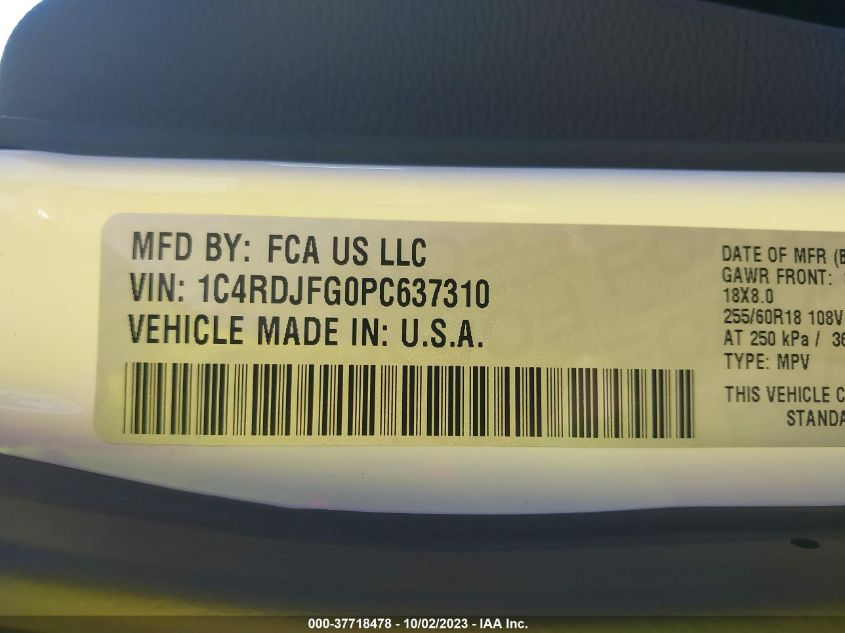 MFD BY: FCA US LLC
VIN: 1C4RDJFG0PC637310
VEHICLE MADE IN: U.S.A.
DATE OF MFR
GAWR FRONT:
18X8.0
255/60R18 108V
AT 250 kPa /
TYPE: MPV
THIS VEHICLE
000-37718478 - 10/02/2023 - IAA Inc.